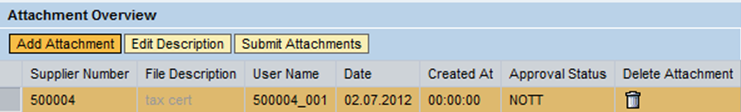 Attachment Overview
Add Attachment Edit Description Submit Attachments
Supplier Number File Description User Name Date Created At Approval Status Delete Attachment
500004 tax cert 500004_001 02.07.2012 00:00:00 NOTT